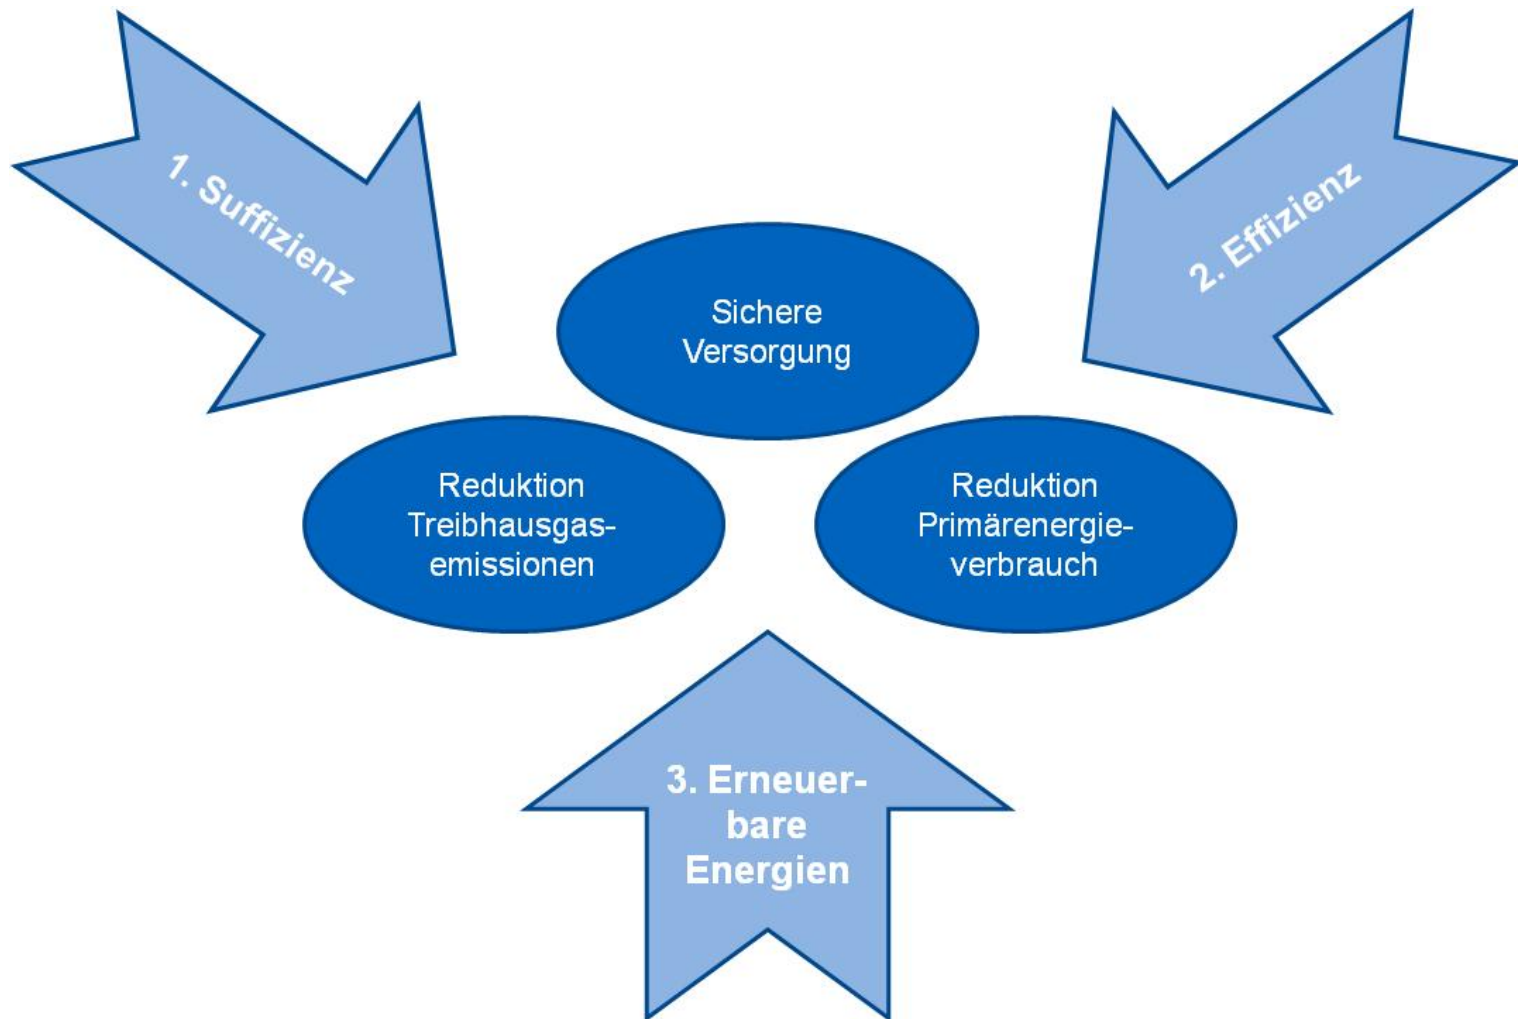 1. Suffizienz
2. Effizienz
Sichere
Versorgung
Reduktion
Treibhausgas-
emissionen
Reduktion
Primärenergie-
verbrauch
3. Erneuer-
bare
Energien